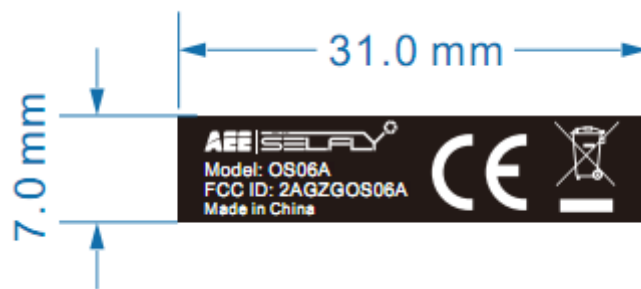 31.0 mm
7.0 mm
AEE SELFLY
Model: OS06A
FCC ID: 2AGZGOS06A
Made in China
CE